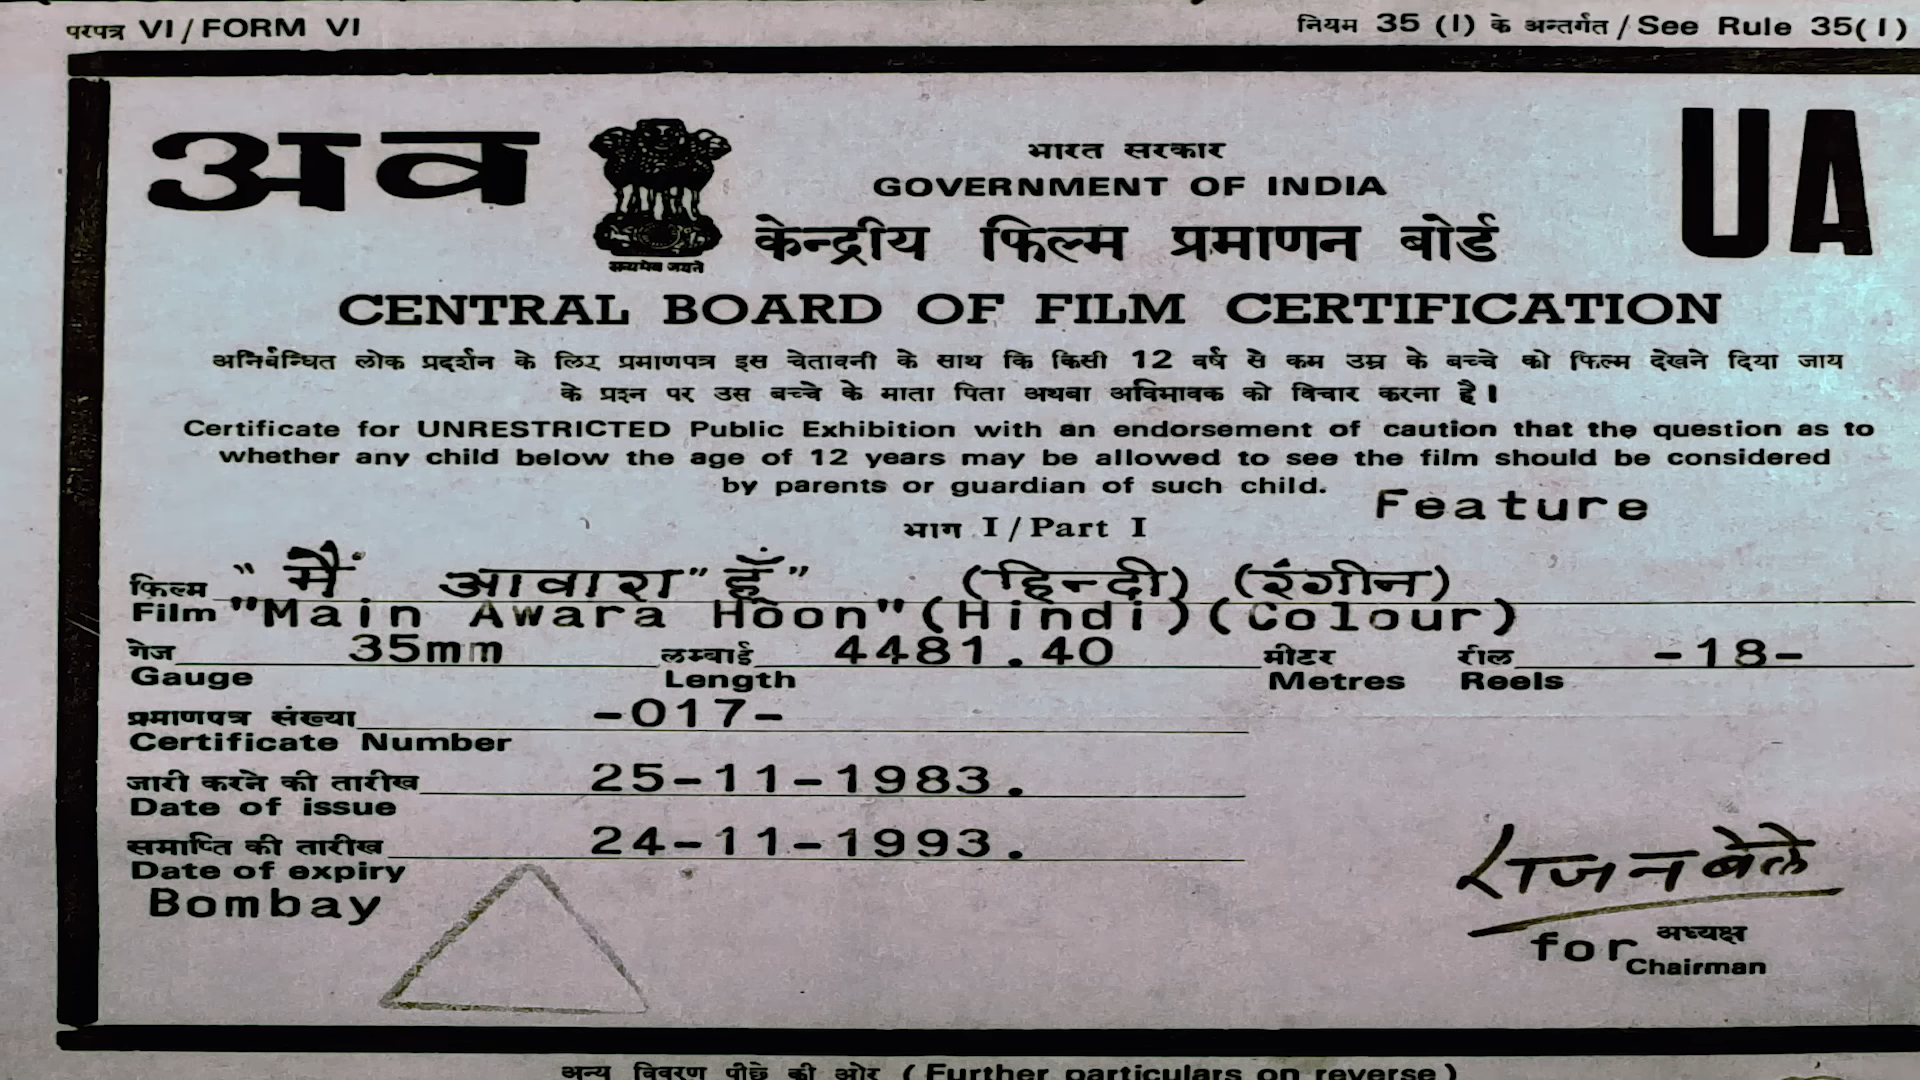 परपत्र VI/FORM VI
नियम 35 (I) के अन्तर्गत/See Rule 35(I)
अव
सत्यमेव जयते
भारत सरकार
UA
GOVERNMENT OF INDIA
केन्द्रीय फिल्म प्रमाणन बोर्ड
CENTRAL BOARD OF FILM CERTIFICATION
अनिर्बन्धित लोक प्रदर्शन के लिए प्रमाणपत्र इस चेतावनी के साथ कि किसी 12 वर्ष से कम उम्र के बच्चे को फिल्म देखने दिया जाय
के प्रश्न पर उस बच्चे के माता पिता अथबा अविभावक को विचार करना है।
Certificate for UNRESTRICTED Public Exhibition with an endorsement of caution that the question as to
whether any child below the age of 12 years may be allowed to see the film should be considered
by parents or guardian of such child.
Feature
भाग I/Part I
फिल्म "मैं आवारा" हूँ" (हिन्दी) (रंगीन)
Film "Main Awara Hoon"(Hindi)(Colour)
गेज 35mm लम्बाई 4481.40 मीटर रील -18-
Gauge Length Metres Reels
प्रमाणपत्र संख्या -017-
Certificate Number
जारी करने की तारीख 25-11-1983.
Date of issue
समाप्ति की तारीख 24-11-1993.
Date of expiry
Bombay
राजन बेले
for अध्यक्ष
Chairman
अन्य विवरण पीछे की ओर (Further particulars on reverse)